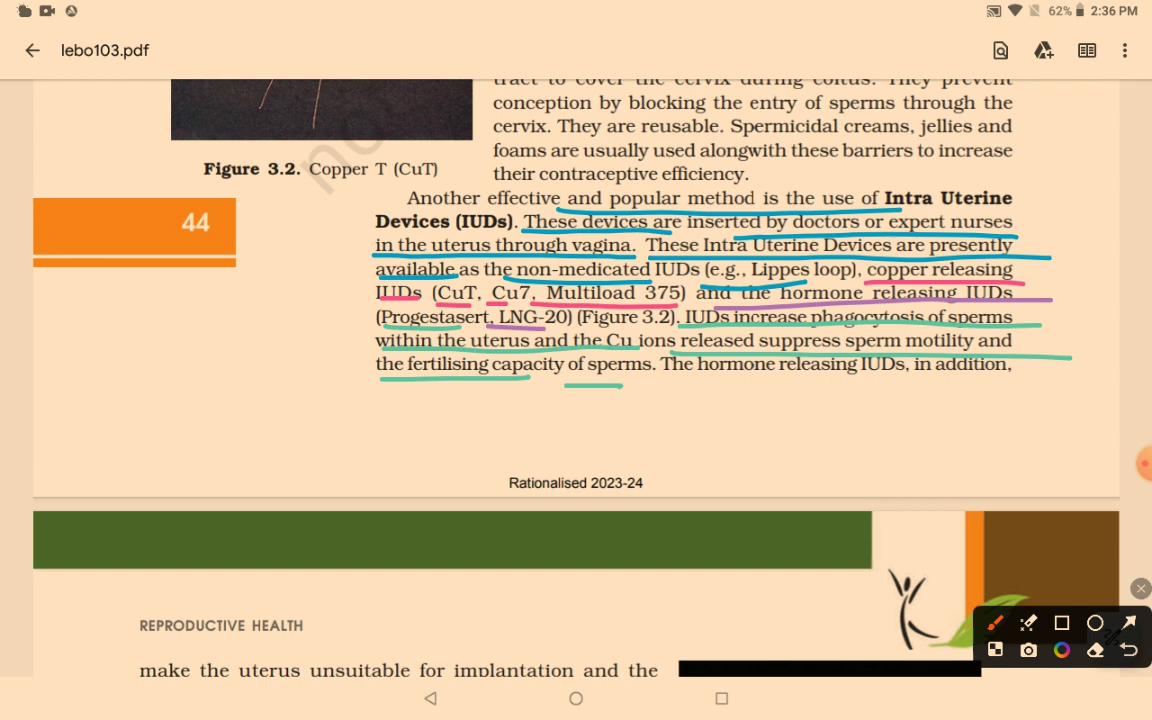 62% 2:36 PM
lebo103.pdf
tract to cover the cervix during coitus. They prevent
conception by blocking the entry of sperms through the
cervix. They are reusable. Spermicidal creams, jellies and
foams are usually used alongwith these barriers to increase
their contraceptive efficiency.
no
Figure 3.2. Copper T (CuT)
44
Another effective and popular method is the use of Intra Uterine
Devices (IUDs). These devices are inserted by doctors or expert nurses
in the uterus through vagina. These Intra Uterine Devices are presently
available as the non-medicated IUDs (e.g., Lippes loop), copper releasing
IUDs (CuT, Cu7, Multiload 375) and the hormone releasing IUDs
(Progestasert, LNG-20) (Figure 3.2). IUDs increase phagocytosis of sperms
within the uterus and the Cu ions released suppress sperm motility and
the fertilising capacity of sperms. The hormone releasing IUDs, in addition,
Rationalised 2023-24
REPRODUCTIVE HEALTH
make the uterus unsuitable for implantation and the